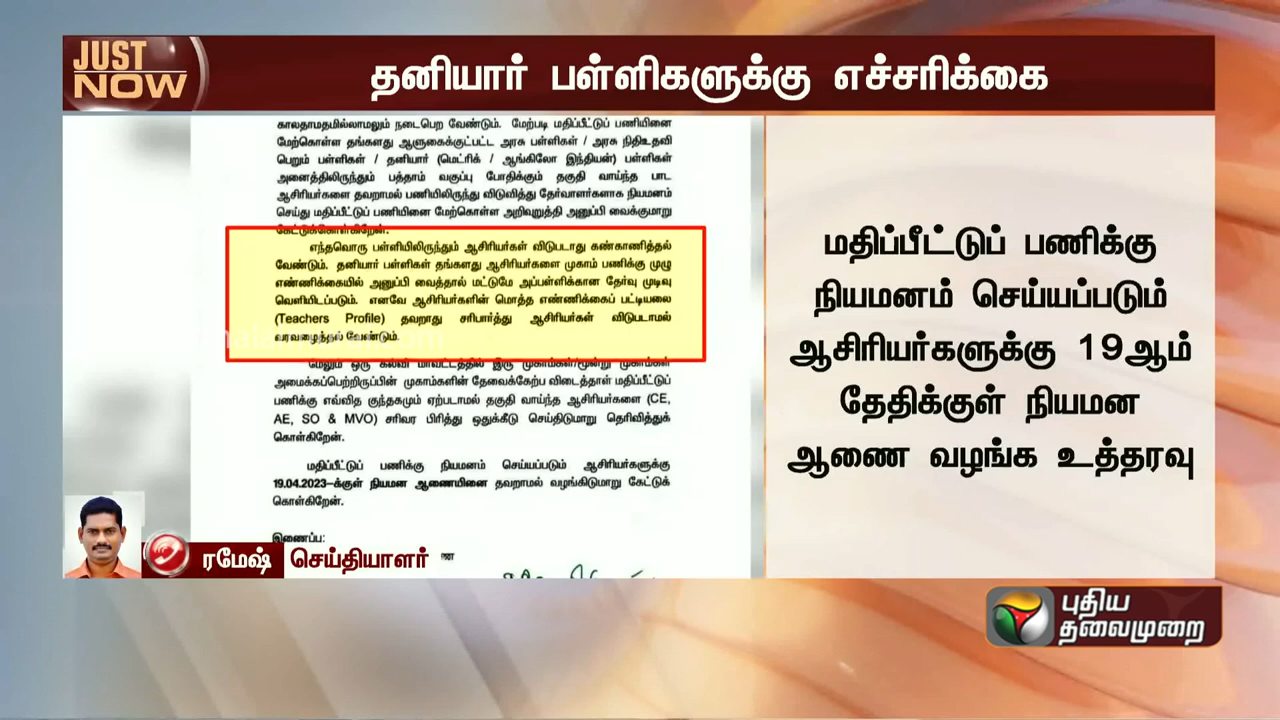 JUST
NOW
தனியார் பள்ளிகளுக்கு எச்சரிக்கை
காலதாமதமில்லாமலும் நடைபெற வேண்டும். மேற்படி மதிப்பீட்டுப் பணியினை
மேற்கொள்ள தங்களது ஆளுகைக்குட்பட்ட அரசு பள்ளிகள் / அரசு நிதிஉதவி
பெறும் பள்ளிகள் / தனியார் (மெட்ரிக் / ஆங்கிலோ இந்தியன்) பள்ளிகள்
அனைத்திலிருந்தும் பத்தாம் வகுப்பு போதிக்கும் தகுதி வாய்ந்த பாட
ஆசிரியர்களை தவறாமல் பணியிலிருந்து விடுவித்து தேர்வாளர்களாக நியமனம்
செய்து மதிப்பீட்டுப் பணியினை மேற்கொள்ள அறிவுறுத்தி அனுப்பி வைக்குமாறு
கேட்டுக்கொள்கிறேன்.
எந்தவொரு பள்ளியிலிருந்தும் ஆசிரியர்கள் விடுபடாது கண்காணித்தல்
வேண்டும். தனியார் பள்ளிகள் தங்களது ஆசிரியர்களை முகாம் பணிக்கு முழு
எண்ணிக்கையில் அனுப்பி வைத்தால் மட்டுமே அப்பள்ளிக்கான தேர்வு முடிவு
வெளியிடப்படும். எனவே ஆசிரியர்களின் மொத்த எண்ணிக்கைப் பட்டியலை
(Teachers Profile) தவறாது சரிபார்த்து ஆசிரியர்கள் விடுபடாமல்
வரவழைத்தல் வேண்டும்.
மேலும் ஒரு கல்வி மாவட்டத்தில் இரு முகாம்கள்/மூன்று முகாம்கள்
அமைக்கப்பெற்றிருப்பின் முகாம்களின் தேவைக்கேற்ப விடைத்தாள் மதிப்பீட்டுப்
பணிக்கு எவ்வித குந்தகமும் ஏற்படாமல் தகுதி வாய்ந்த ஆசிரியர்களை (CE,
AE, SO & MVO) சரிவர பிரித்து ஒதுக்கீடு செய்திடுமாறு தெரிவித்துக்
கொள்கிறேன்.
மதிப்பீட்டுப் பணிக்கு நியமனம் செய்யப்படும் ஆசிரியர்களுக்கு
19.04.2023-க்குள் நியமன ஆணையினை தவறாமல் வழங்கிடுமாறு கேட்டுக்
கொள்கிறேன்.
இணைப்பு:
ரமேஷ் செய்தியாளர்
மதிப்பீட்டுப் பணிக்கு
நியமனம் செய்யப்படும்
ஆசிரியர்களுக்கு 19ஆம்
தேதிக்குள் நியமன
ஆணை வழங்க உத்தரவு
புதிய
தலைமுறை